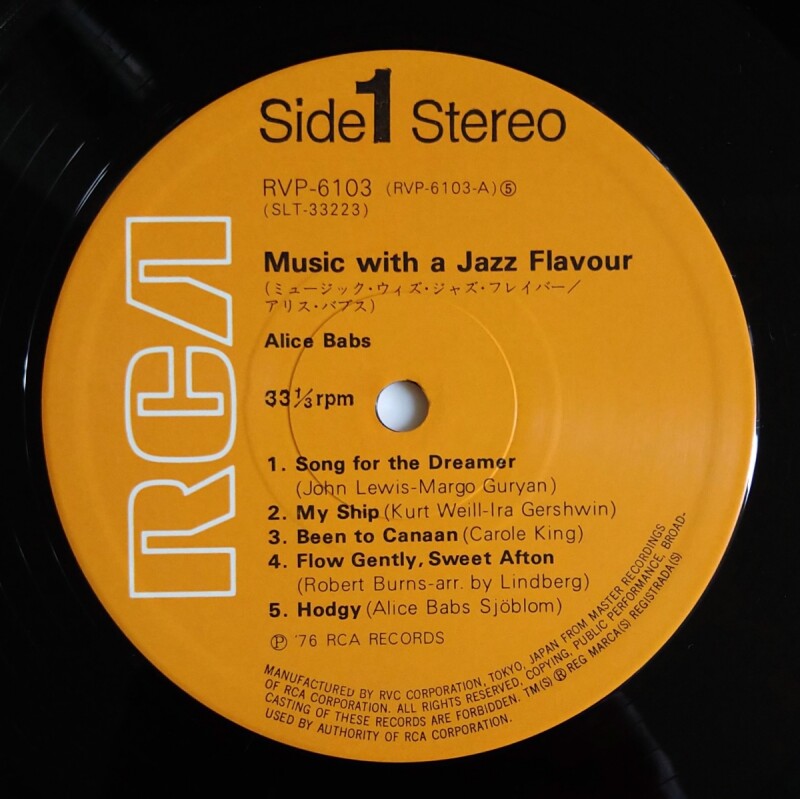 Side 1 Stereo
RVP-6103 (RVP-6103-A)⑤
(SLT-33223)
RCA
Music with a Jazz Flavour
(ミュージック・ウィズ・ジャズ・フレイバー/
アリス・バブス)
Alice Babs
33⅓rpm
1. Song for the Dreamer
(John Lewis-Margo Guryan)
2. My Ship (Kurt Weill-Ira Gershwin)
3. Been to Canaan (Carole King)
4. Flow Gently, Sweet Afton
(Robert Burns-arr. by Lindberg)
5. Hodgy (Alice Babs Sjöblom)
Ⓟ '76 RCA RECORDS
MANUFACTURED BY RVC CORPORATION, TOKYO, JAPAN FROM MASTER RECORDINGS
OF RCA CORPORATION. ALL RIGHTS RESERVED, COPYING, PUBLIC PERFORMANCE, BROAD-
CASTING OF THESE RECORDS ARE FORBIDDEN. TM(S) ® REG MARCA(S) REGISTRADA(S)
USED BY AUTHORITY OF RCA CORPORATION.